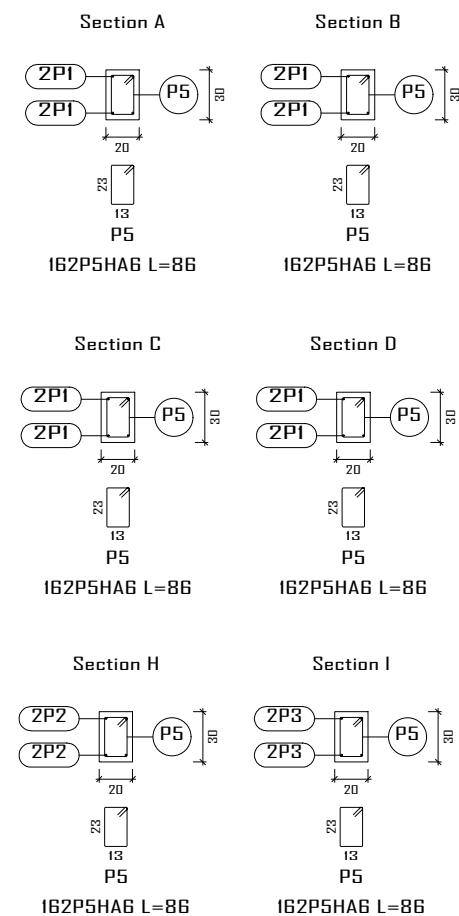 Section A
2P1
2P1
P5
30
20
23
13
P5
162P5HA6 L=86
Section B
2P1
2P1
P5
30
20
23
13
P5
162P5HA6 L=86
Section C
2P1
2P1
P5
30
20
23
13
P5
162P5HA6 L=86
Section D
2P1
2P1
P5
30
20
23
13
P5
162P5HA6 L=86
Section H
2P2
2P2
P5
30
20
23
13
P5
162P5HA6 L=86
Section I
2P3
2P3
P5
30
20
23
13
P5
162P5HA6 L=86